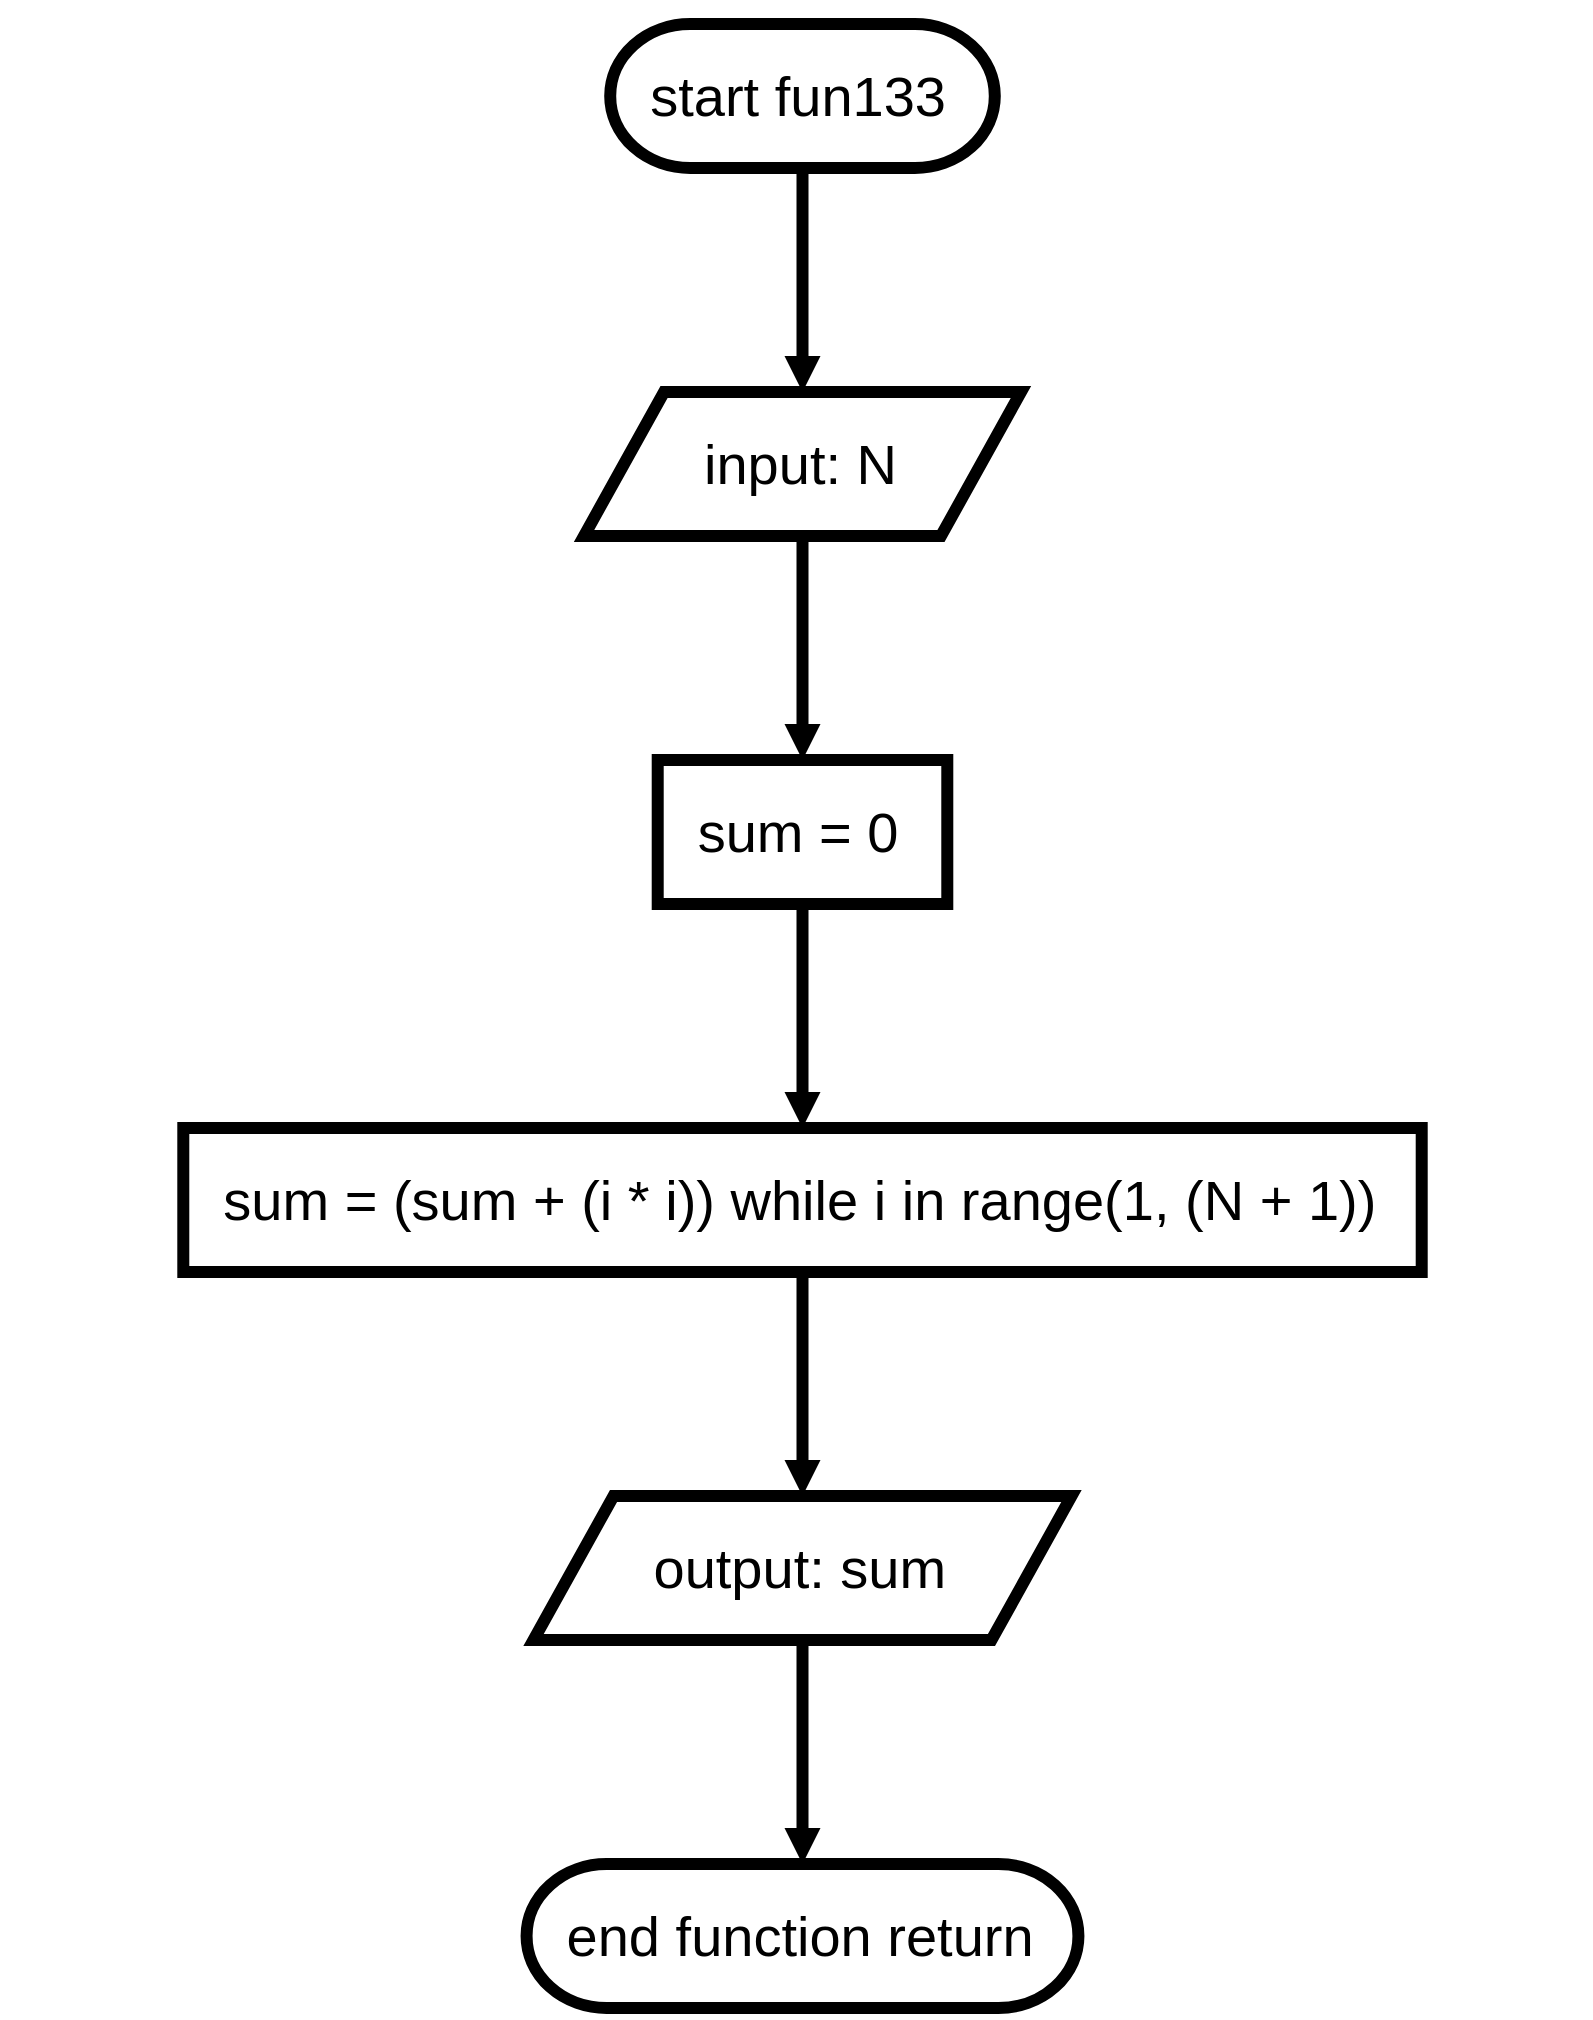 start fun133
input: N
sum = 0
sum = (sum + (i * i)) while i in range(1, (N + 1))
output: sum
end function return